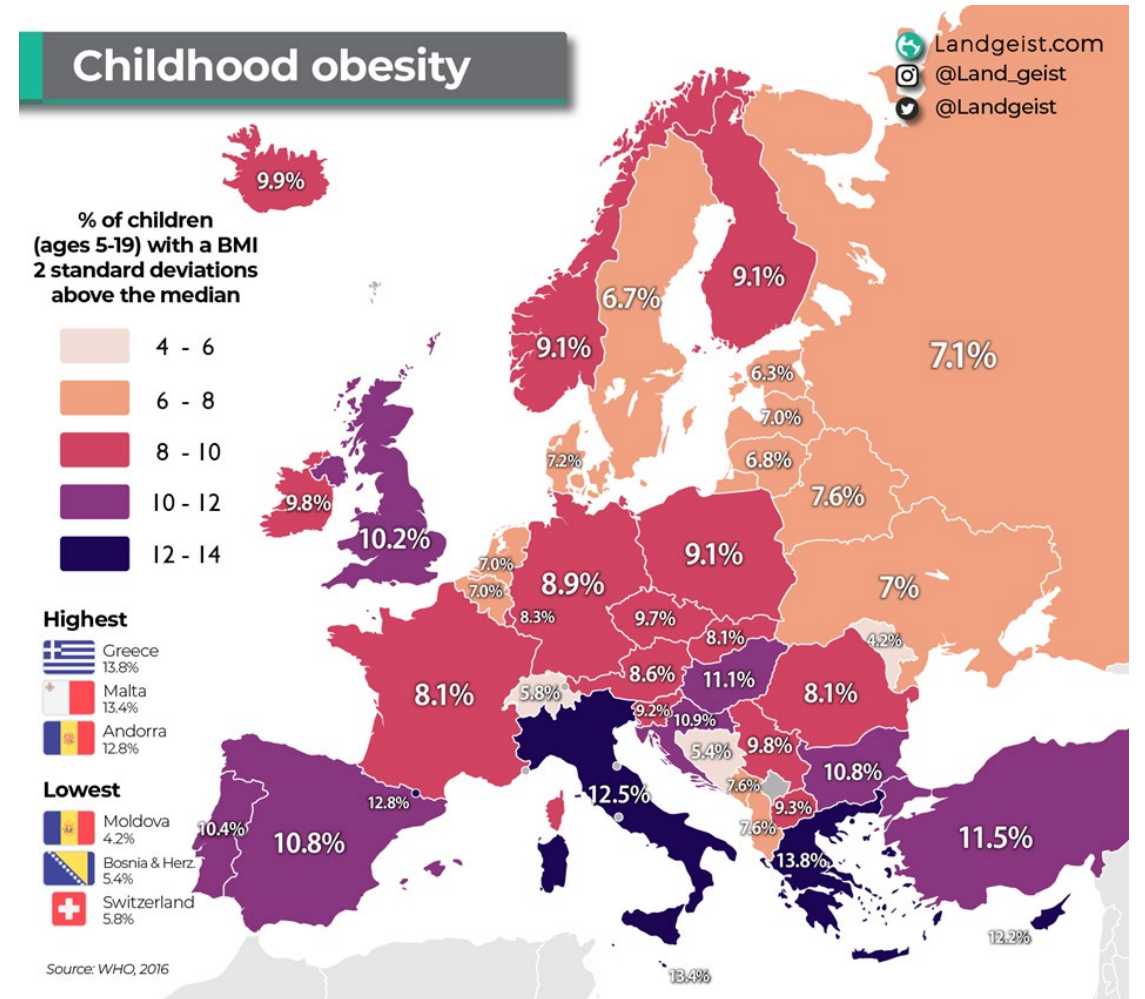 Childhood obesity
Landgeist.com
@Land_geist
@Landgeist
% of children
(ages 5-19) with a BMI
2 standard deviations
above the median
4 - 6
6 - 8
8 - 10
10 - 12
12 - 14
Highest
Greece
13.8%
Malta
13.4%
Andorra
12.8%
Lowest
Moldova
4.2%
Bosnia & Herz.
5.4%
Switzerland
5.8%
Source: WHO, 2016
9.9%
6.7%
9.1%
9.1%
7.1%
6.3%
7.0%
6.8%
7.2%
7.6%
9.8%
10.2%
7.0%
7.0%
8.9%
9.1%
7%
8.3%
9.7%
8.1%
4.2%
8.6%
11.1%
8.1%
8.1%
5.8%
9.2%
10.9%
5.4%
9.8%
10.8%
7.6%
12.8%
12.5%
9.3%
7.6%
10.4%
10.8%
13.8%
11.5%
12.2%
13.4%